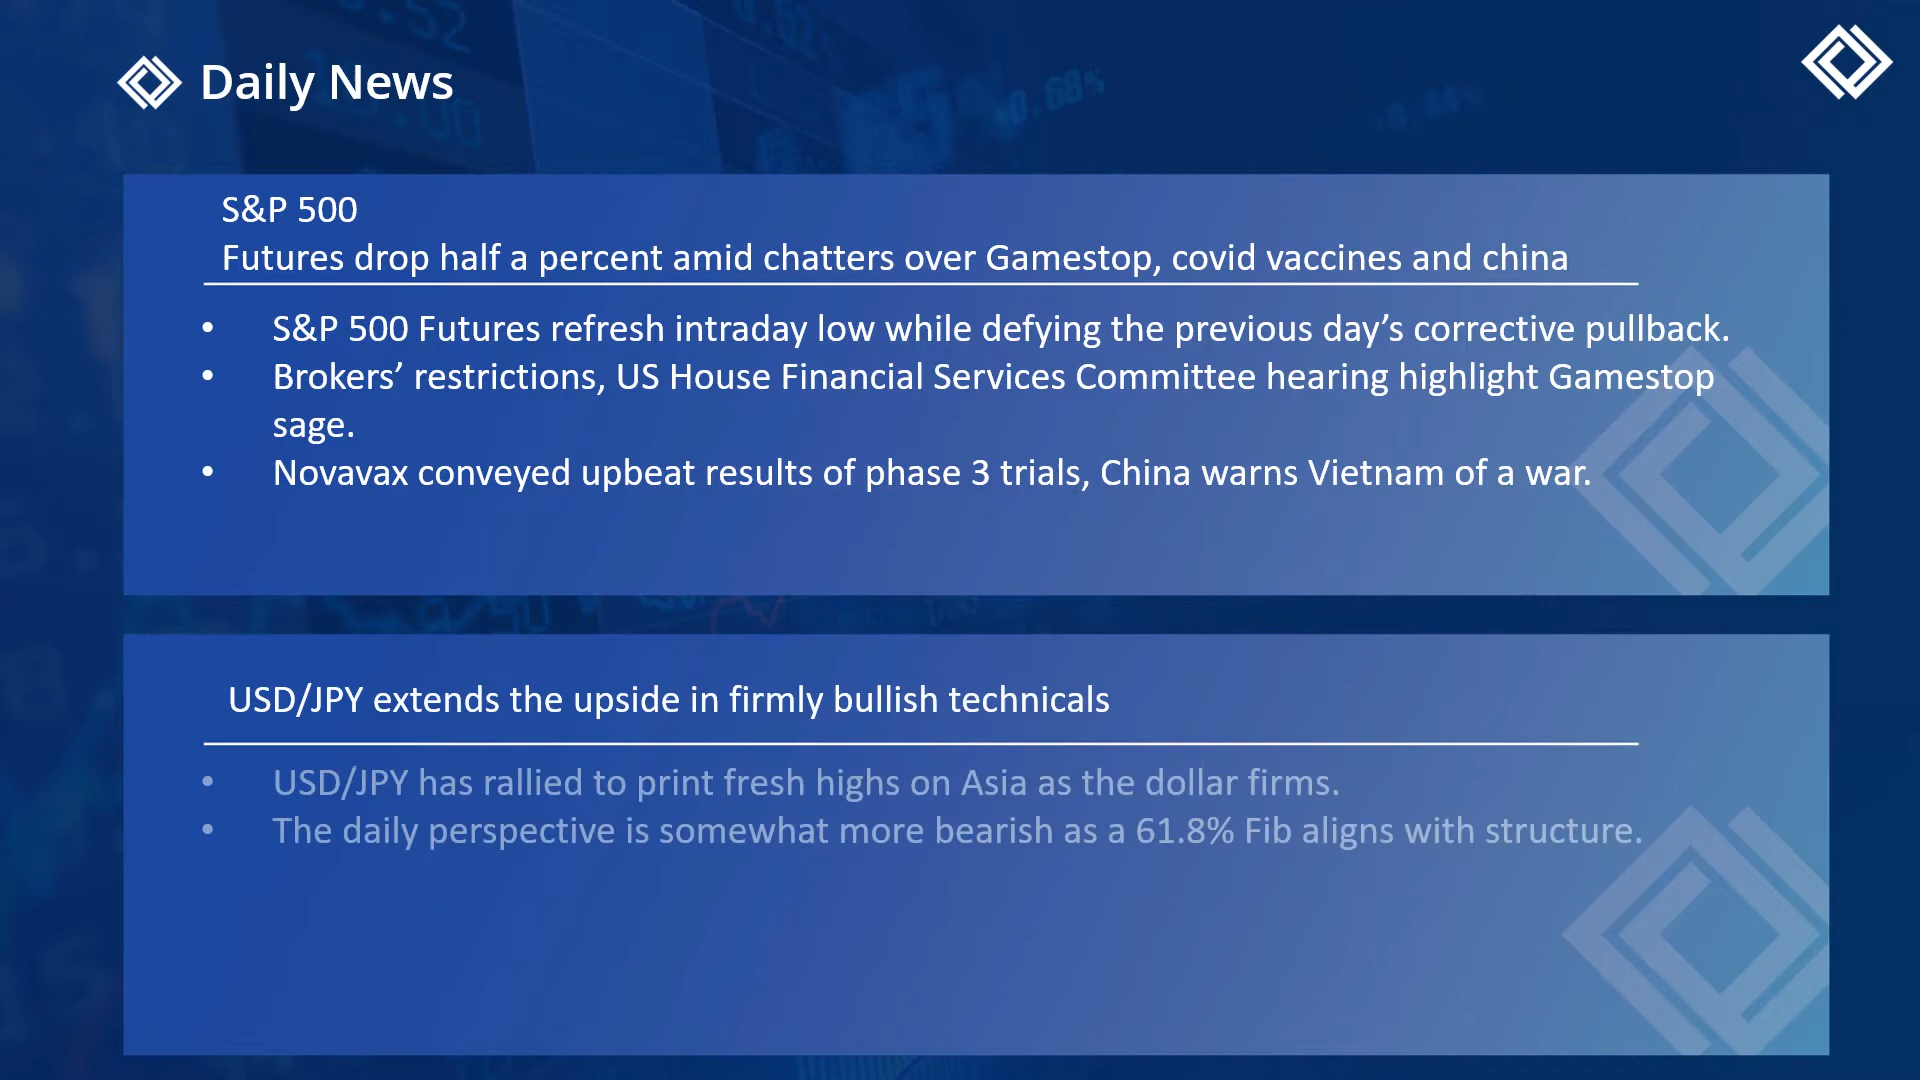 Daily News
S&P 500
Futures drop half a percent amid chatters over Gamestop, covid vaccines and china
• S&P 500 Futures refresh intraday low while defying the previous day’s corrective pullback.
• Brokers’ restrictions, US House Financial Services Committee hearing highlight Gamestop
sage.
• Novavax conveyed upbeat results of phase 3 trials, China warns Vietnam of a war.
USD/JPY extends the upside in firmly bullish technicals
• USD/JPY has rallied to print fresh highs on Asia as the dollar firms.
• The daily perspective is somewhat more bearish as a 61.8% Fib aligns with structure.